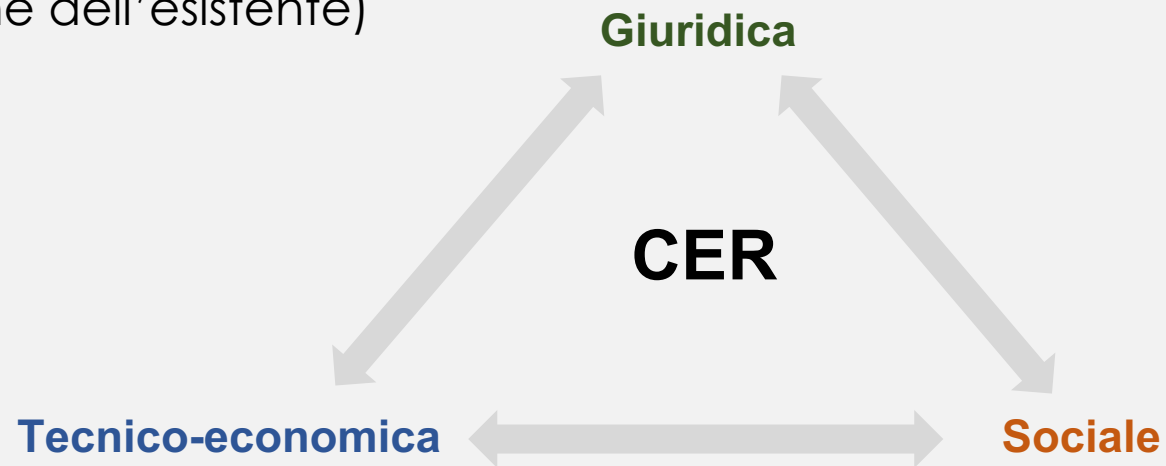 dell'esistente)
Giuridica
CER
Tecnico-economica
Sociale